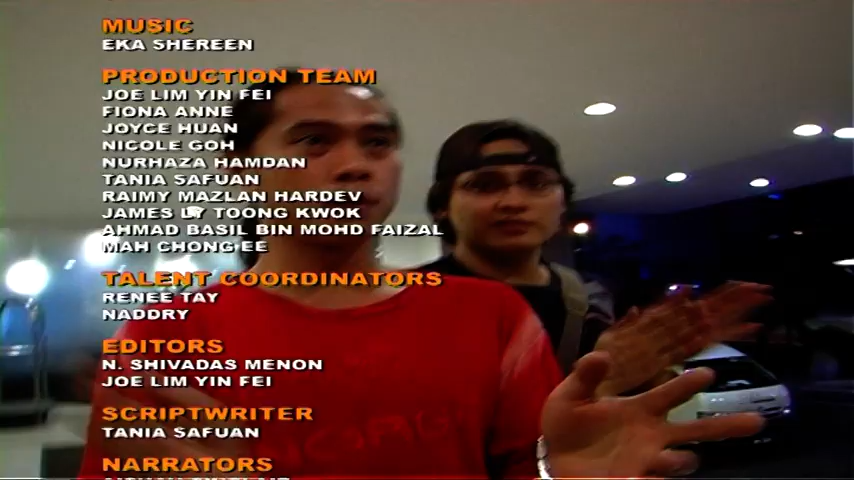 MUSIC
EKA SHEREEN
PRODUCTION TEAM
JOE LIM YIN FEI
FIONA ANNE
JOYCE HUAN
NICOLE GOH
NURHAZA HAMDAN
TANIA SAFUAN
RAIMY MAZLAN HARDEV
JAMES LY TOONG KWOK
AHMAD BASIL BIN MOHD FAIZAL
MAH CHONG EE
TALENT COORDINATORS
RENEE TAY
NADDRY
EDITORS
N. SHIVADAS MENON
JOE LIM YIN FEI
SCRIPTWRITER
TANIA SAFUAN
NARRATORS